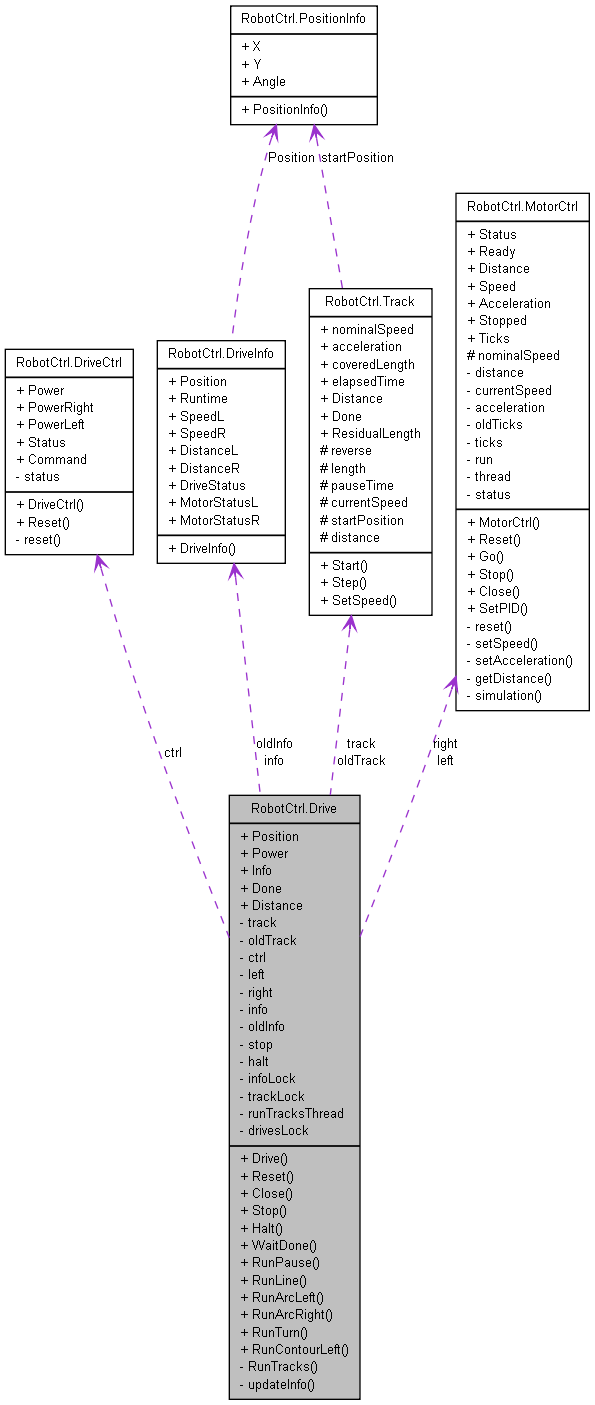 RobotCtrl.PositionInfo
+ X
+ Y
+ Angle
+ PositionInfo()
Position
startPosition
RobotCtrl.MotorCtrl
+ Status
+ Ready
+ Distance
+ Speed
+ Acceleration
+ Stopped
+ Ticks
# nominalSpeed
- distance
- currentSpeed
- acceleration
- oldTicks
- ticks
- run
- thread
- status
+ MotorCtrl()
+ Reset()
+ Go()
+ Stop()
+ Close()
+ SetPID()
- reset()
- setSpeed()
- setAcceleration()
- getDistance()
- simulation()
RobotCtrl.Track
+ nominalSpeed
+ acceleration
+ coveredLength
+ elapsedTime
+ Distance
+ Done
+ ResidualLength
# reverse
# length
# pauseTime
# currentSpeed
# startPosition
# distance
+ Start()
+ Step()
+ SetSpeed()
RobotCtrl.DriveInfo
+ Position
+ Runtime
+ SpeedL
+ SpeedR
+ DistanceL
+ DistanceR
+ DriveStatus
+ MotorStatusL
+ MotorStatusR
+ DriveInfo()
RobotCtrl.DriveCtrl
+ Power
+ PowerRight
+ PowerLeft
+ Status
+ Command
- status
+ DriveCtrl()
+ Reset()
- reset()
ctrl
oldInfo
info
track
oldTrack
right
left
RobotCtrl.Drive
+ Position
+ Power
+ Info
+ Done
+ Distance
- track
- oldTrack
- ctrl
- left
- right
- info
- oldInfo
- stop
- halt
- infoLock
- trackLock
- runTracksThread
- drivesLock
+ Drive()
+ Reset()
+ Close()
+ Stop()
+ Halt()
+ WaitDone()
+ RunPause()
+ RunLine()
+ RunArcLeft()
+ RunArcRight()
+ RunTurn()
+ RunContourLeft()
- RunTracks()
- updateInfo()